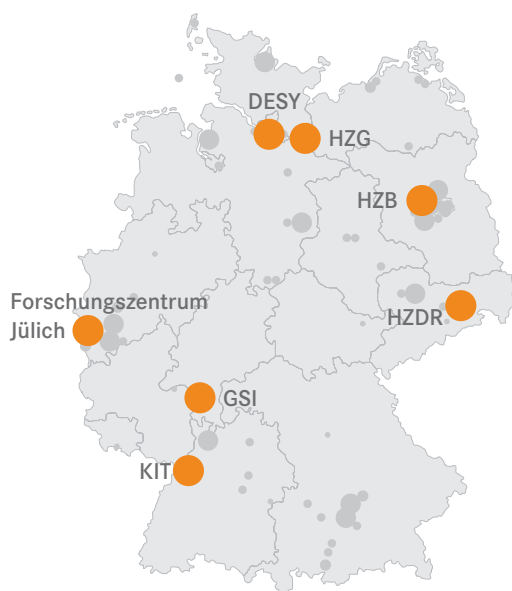 DESY
HZG
HZB
Forschungszentrum
Jülich
HZDR
GSI
KIT